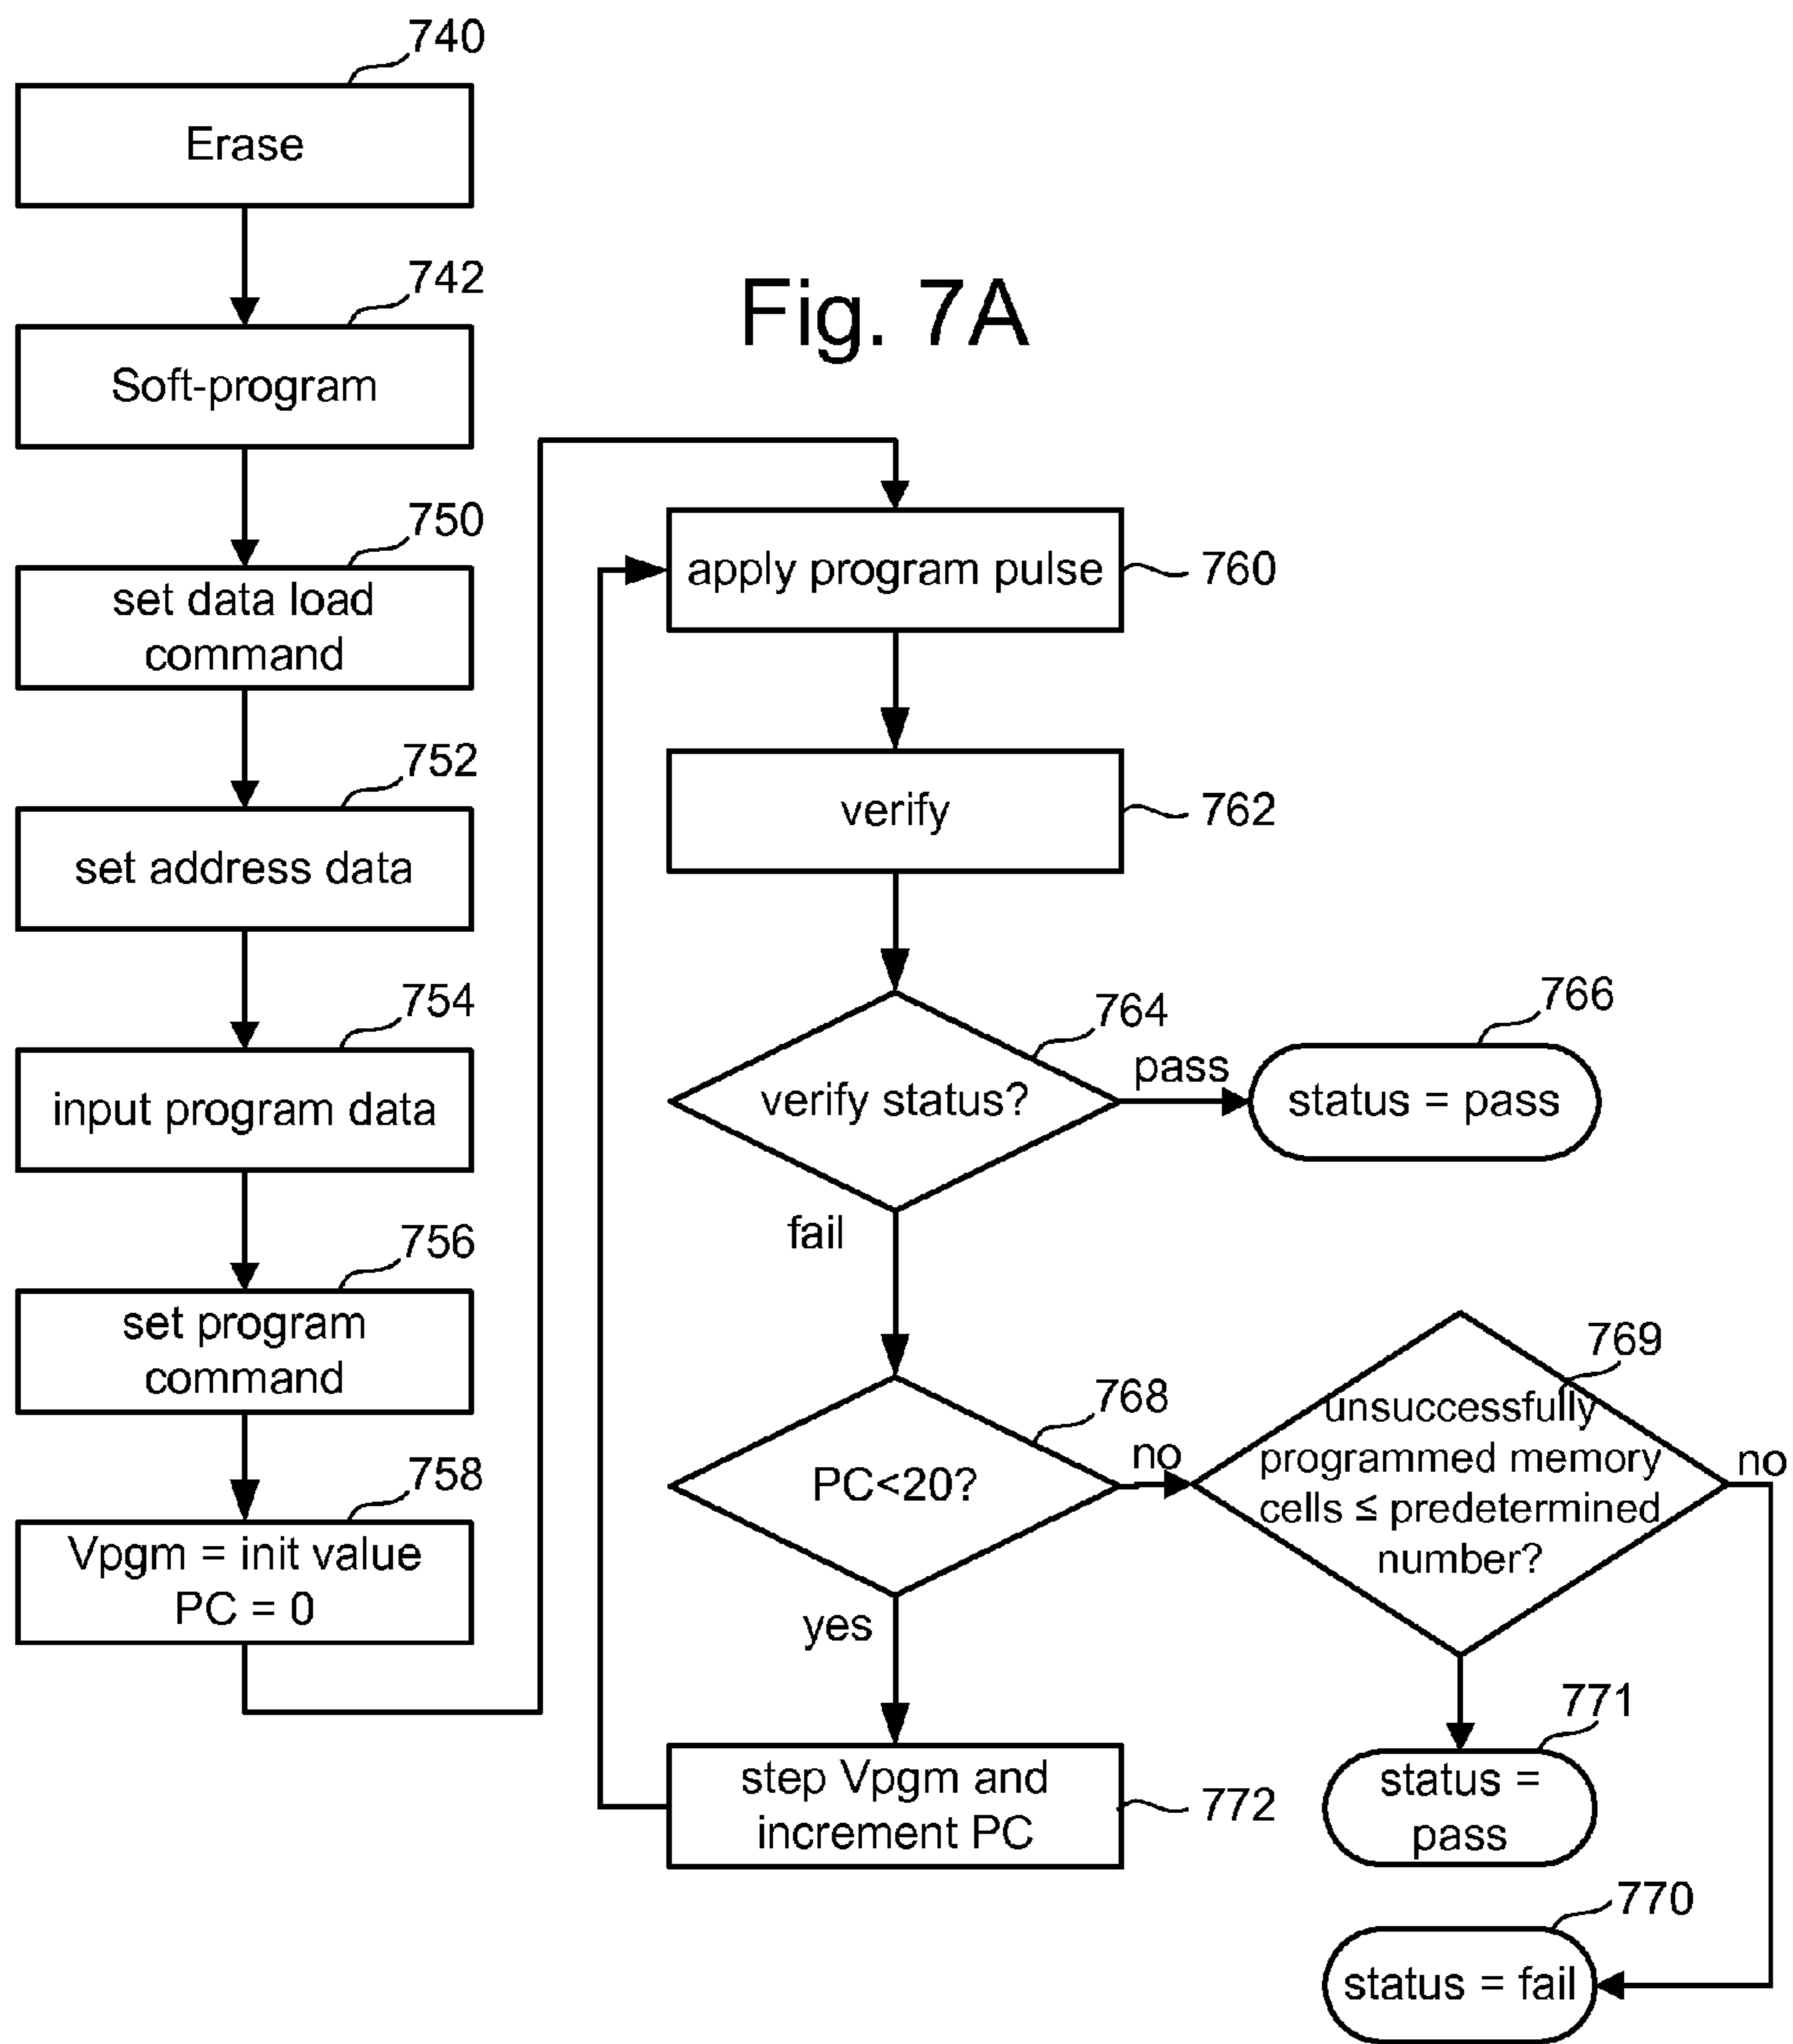 740
Erase
742
Soft-program
750
set data load
command
752
set address data
754
input program data
756
set program
command
758
Vpgm = init value
PC = 0
Fig. 7A
apply program pulse
760
verify
762
764
verify status?
pass
766
status = pass
fail
768
PC<20?
no
769
unsuccessfully
programmed memory
cells ≤ predetermined
number?
no
yes
step Vpgm and
increment PC
772
771
status =
pass
770
status = fail